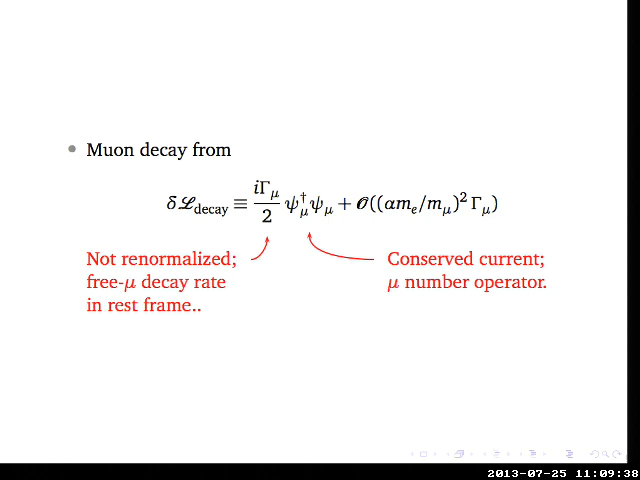 • Muon decay from
δℒ_decay ≡ iΓ_μ/2 ψ_μ^† ψ_μ + 𝒪((αm_e/m_μ)^2 Γ_μ)
Not renormalized;
free-μ decay rate
in rest frame..
Conserved current;
μ number operator.
2013-07-25 11:09:38